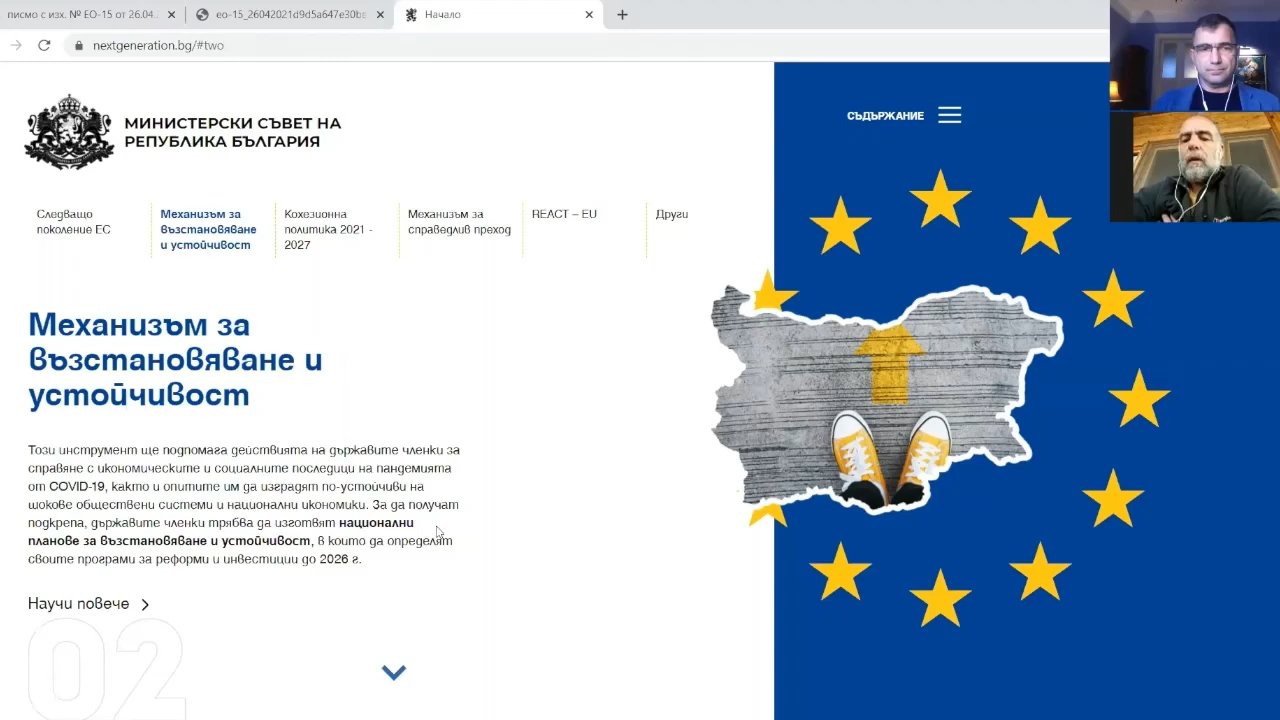 писмо с изх. № ЕО-15 от 26.04.
eo-15_26042021d9d5a647e30bs
Начало
nextgeneration.bg/#two
МИНИСТЕРСКИ СЪВЕТ НА
РЕПУБЛИКА БЪЛГАРИЯ
СЪДЪРЖАНИЕ
Следващо
поколение ЕС
Механизъм за
възстановяване
и устойчивост
Кохезионна
политика 2021 -
2027
Механизъм за
справедлив преход
REACT – EU
Други
Механизъм за
възстановяване и
устойчивост
Този инструмент ще подпомага действията на държавите членки за
справяне с икономическите и социалните последици на пандемията
от COVID-19, както и опитите им да изградят по-устойчиви на
шокове обществени системи и национални икономики. За да получат
подкрепа, държавите членки трябва да изготвят национални
планове за възстановяване и устойчивост, в които да определят
своите програми за реформи и инвестиции до 2026 г.
Научи повече
02